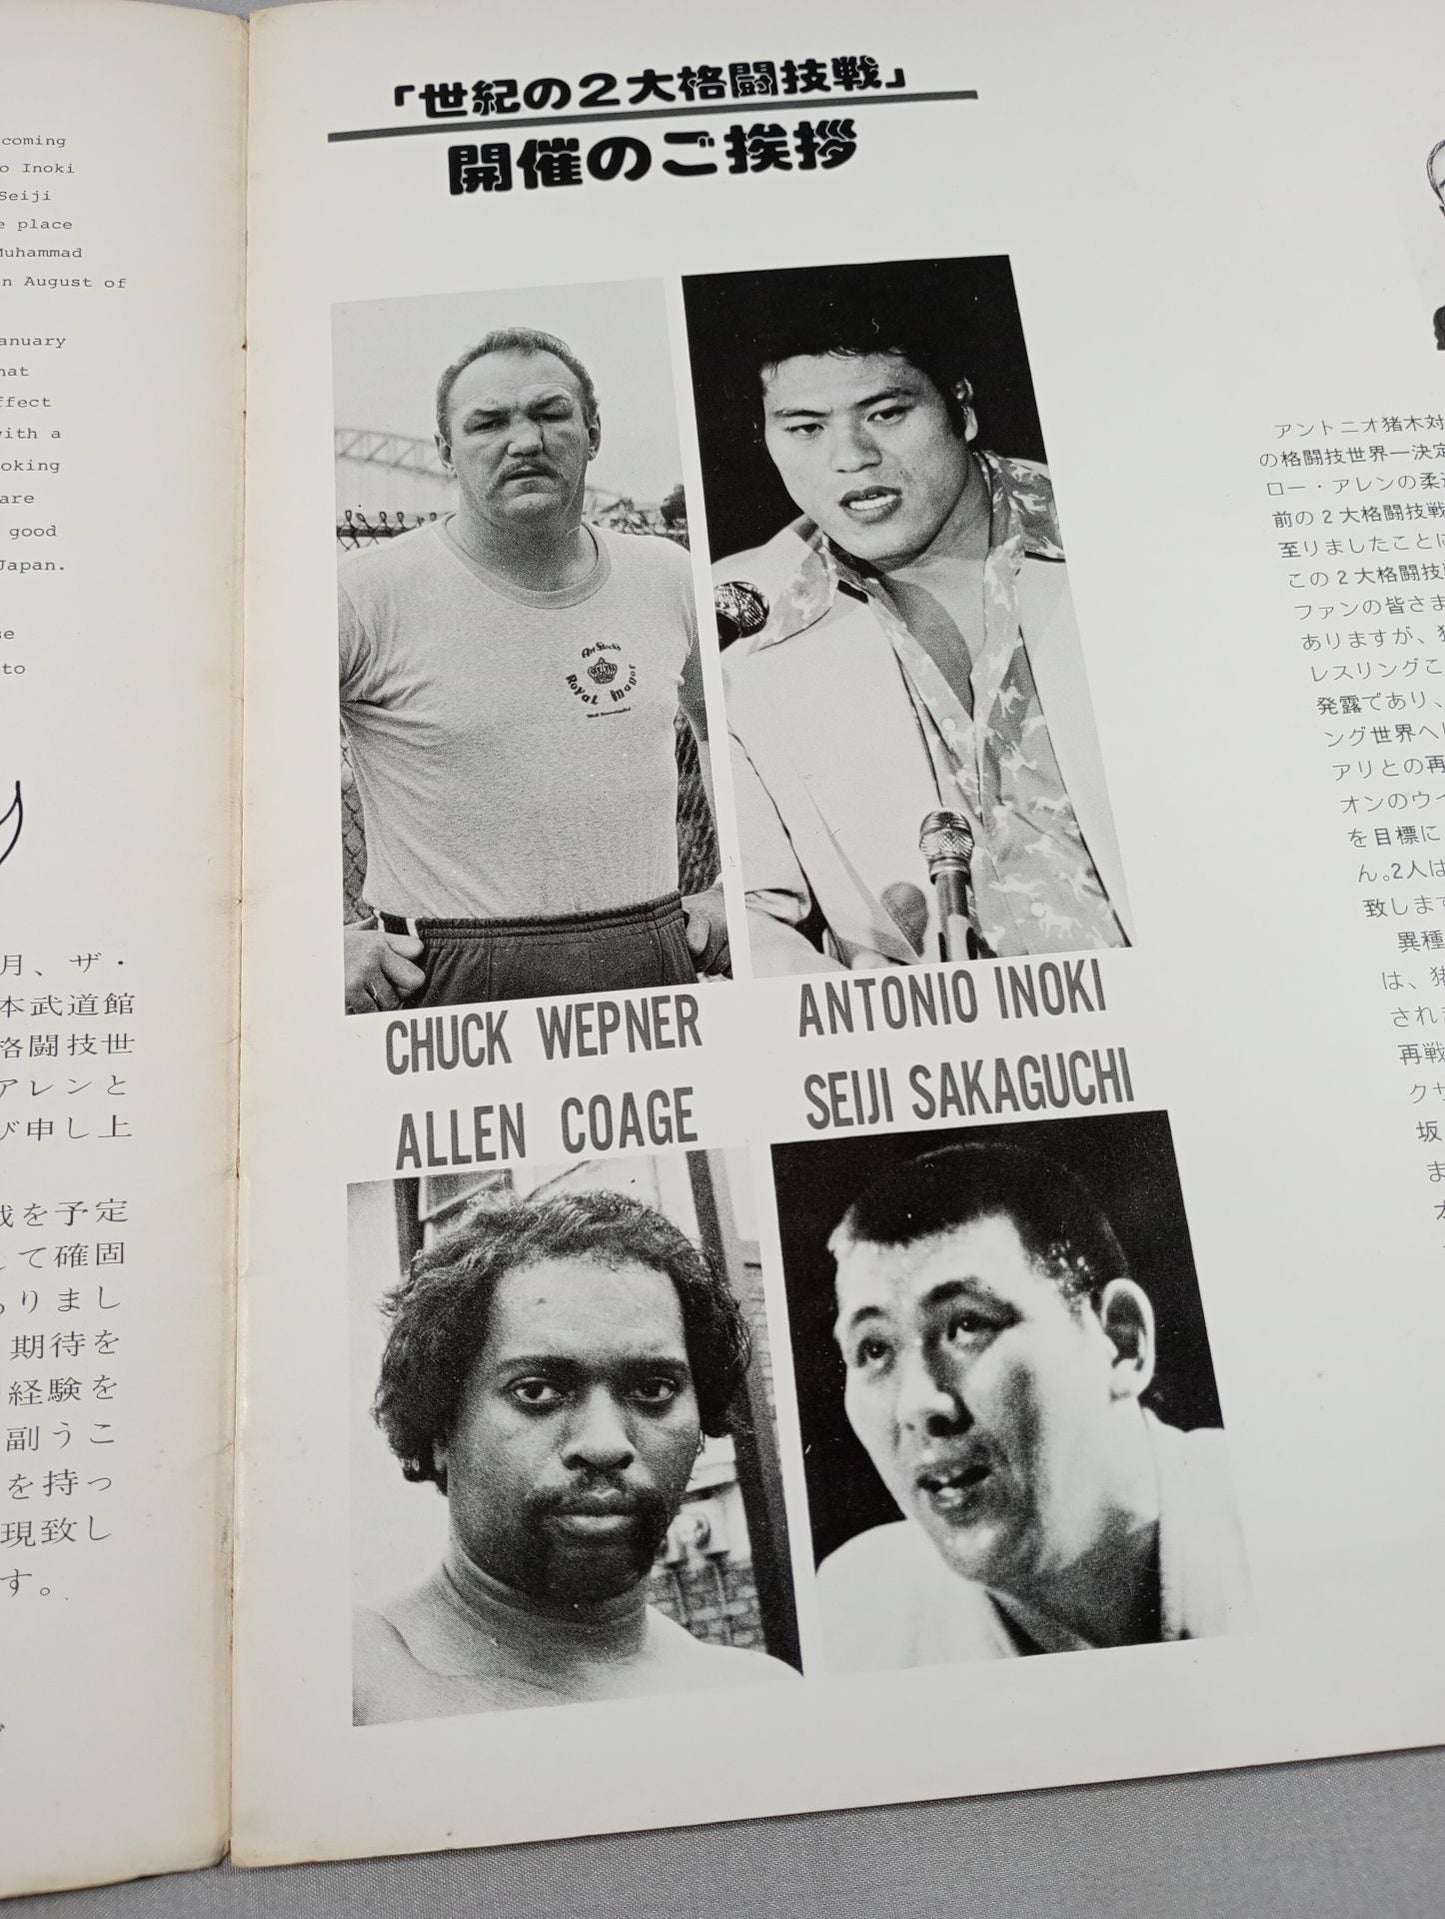 coming
o Inoki
Seiji
e place
Muhammad
n August of
anuary
hat
ffect
with a
ooking
are
good
Japan.
se
to
月、ザ・
本武道館
格闘技世
アレンと
び申し上
戦を予定
して確固
ありまし
期待を
経験を
副うこ
を持っ
現致し
す。
「世紀の2大格闘技戦」
開催のご挨拶
Art Stock's
Royal Manor
CHUCK WEPNER
ANTONIO INOKI
ALLEN COAGE
SEIJI SAKAGUCHI
アントニオ猪木対
の格闘技世界一決定
ロー・アレンの柔道
前の2大格闘技戦
至りましたことに
この2大格闘技
ファンの皆さま
ありますが、猪
レスリングこ
発露であり、
ング世界ヘ
アリとの再
オンのウィ
を目標に
ん。2人は
致します
異種
は、猪
され
再戦
クサ
坂
ま